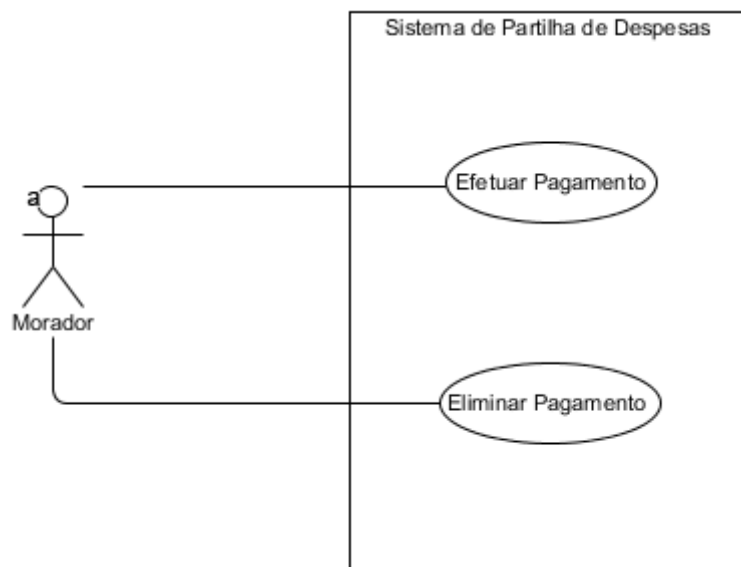 Sistema de Partilha de Despesas
Efetuar Pagamento
a
Morador
Eliminar Pagamento